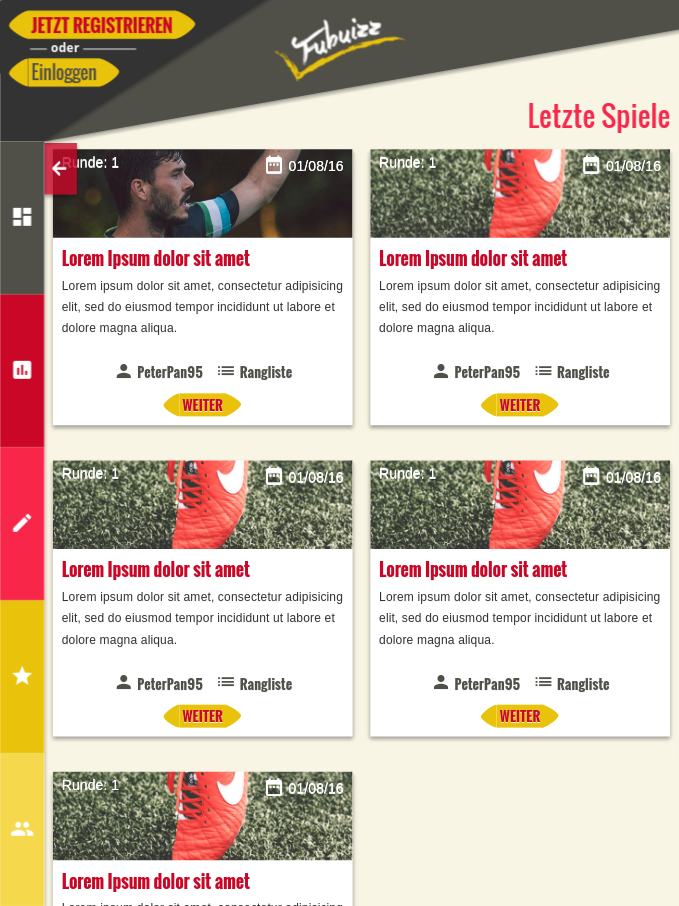 JETZT REGISTRIEREN
oder
Einloggen
Fubuizz
Letzte Spiele
Runde: 1 01/08/16
Lorem Ipsum dolor sit amet
Lorem ipsum dolor sit amet, consectetur adipisicing
elit, sed do eiusmod tempor incididunt ut labore et
dolore magna aliqua.
PeterPan95 Rangliste
WEITER
Runde: 1 01/08/16
Lorem Ipsum dolor sit amet
Lorem ipsum dolor sit amet, consectetur adipisicing
elit, sed do eiusmod tempor incididunt ut labore et
dolore magna aliqua.
PeterPan95 Rangliste
WEITER
Runde: 1 01/08/16
Lorem Ipsum dolor sit amet
Lorem ipsum dolor sit amet, consectetur adipisicing
elit, sed do eiusmod tempor incididunt ut labore et
dolore magna aliqua.
PeterPan95 Rangliste
WEITER
Runde: 1 01/08/16
Lorem Ipsum dolor sit amet
Lorem ipsum dolor sit amet, consectetur adipisicing
elit, sed do eiusmod tempor incididunt ut labore et
dolore magna aliqua.
PeterPan95 Rangliste
WEITER
Runde: 1 01/08/16
Lorem Ipsum dolor sit amet